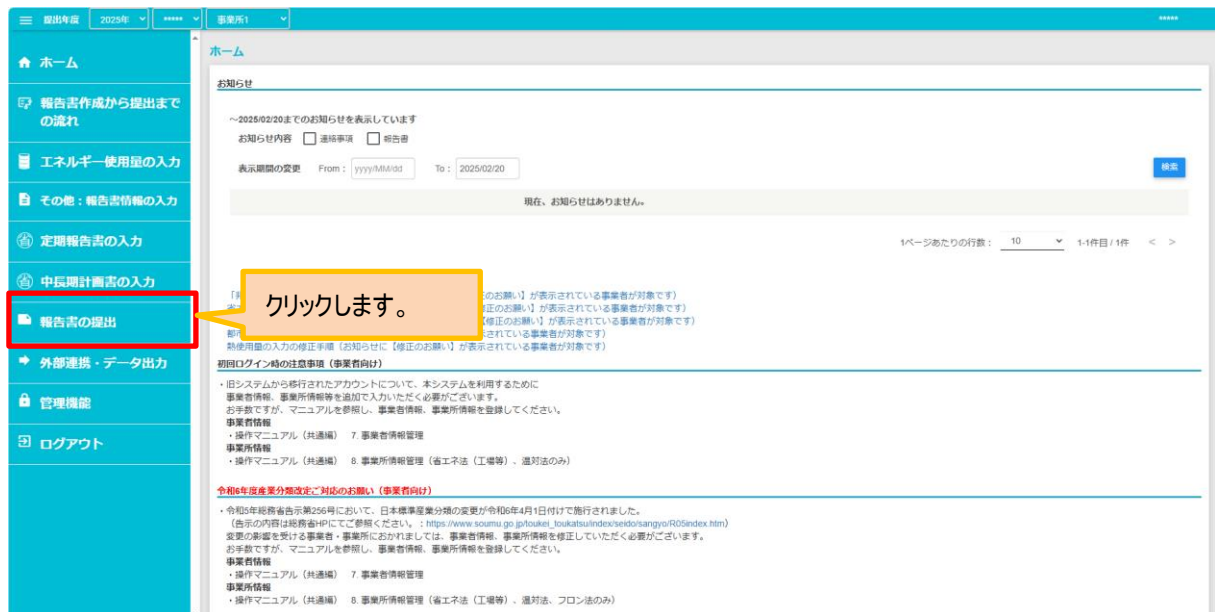 提出年度 2025年 ***** 事業所1 *****
ホーム
報告書作成から提出まで
の流れ
エネルギー使用量の入力
その他：報告書情報の入力
定期報告書の入力
中長期計画書の入力
報告書の提出
外部連携・データ出力
管理機能
ログアウト
ホーム
お知らせ
～2025/02/20までのお知らせを表示しています
お知らせ内容 連絡事項 報告書
表示期間の変更 From： yyyy/MM/dd To： 2025/02/20 検索
現在、お知らせはありません。
1ページあたりの行数： 10 1-1件目 / 1件 < >
クリックします。
のお願い】が表示されている事業者が対象です）
正のお願い】が表示されている事業者が対象です）
【修正のお願い】が表示されている事業者が対象です）
表示されている事業者が対象です）
熱使用量の入力の修正手順（お知らせに【修正のお願い】が表示されている事業者が対象です）
初回ログイン時の注意事項（事業者向け）
・旧システムから移行されたアカウントについて、本システムを利用するために
事業者情報、事業所情報等を追加で入力いただく必要がございます。
お手数ですが、マニュアルを参照し、事業者情報、事業所情報を登録してください。
事業者情報
・操作マニュアル（共通編） 7. 事業者情報管理
事業所情報
・操作マニュアル（共通編） 8. 事業所情報管理（省エネ法（工場等）、温対法のみ）
令和6年度産業分類改定ご対応のお願い（事業者向け）
・令和5年総務省告示第256号において、日本標準産業分類の変更が令和6年4月1日付けで施行されました。
（告示の内容は総務省HPにてご参照ください。：https://www.soumu.go.jp/toukei_toukatsu/index/seido/sangyo/R05index.htm）
変更の影響を受ける事業者・事業所におかれましては、事業者情報、事業所情報を修正していただく必要がございます。
お手数ですが、マニュアルを参照し、事業者情報、事業所情報を登録してください。
事業者情報
・操作マニュアル（共通編） 7. 事業者情報管理
事業所情報
・操作マニュアル（共通編） 8. 事業所情報管理（省エネ法（工場等）、温対法、フロン法のみ）